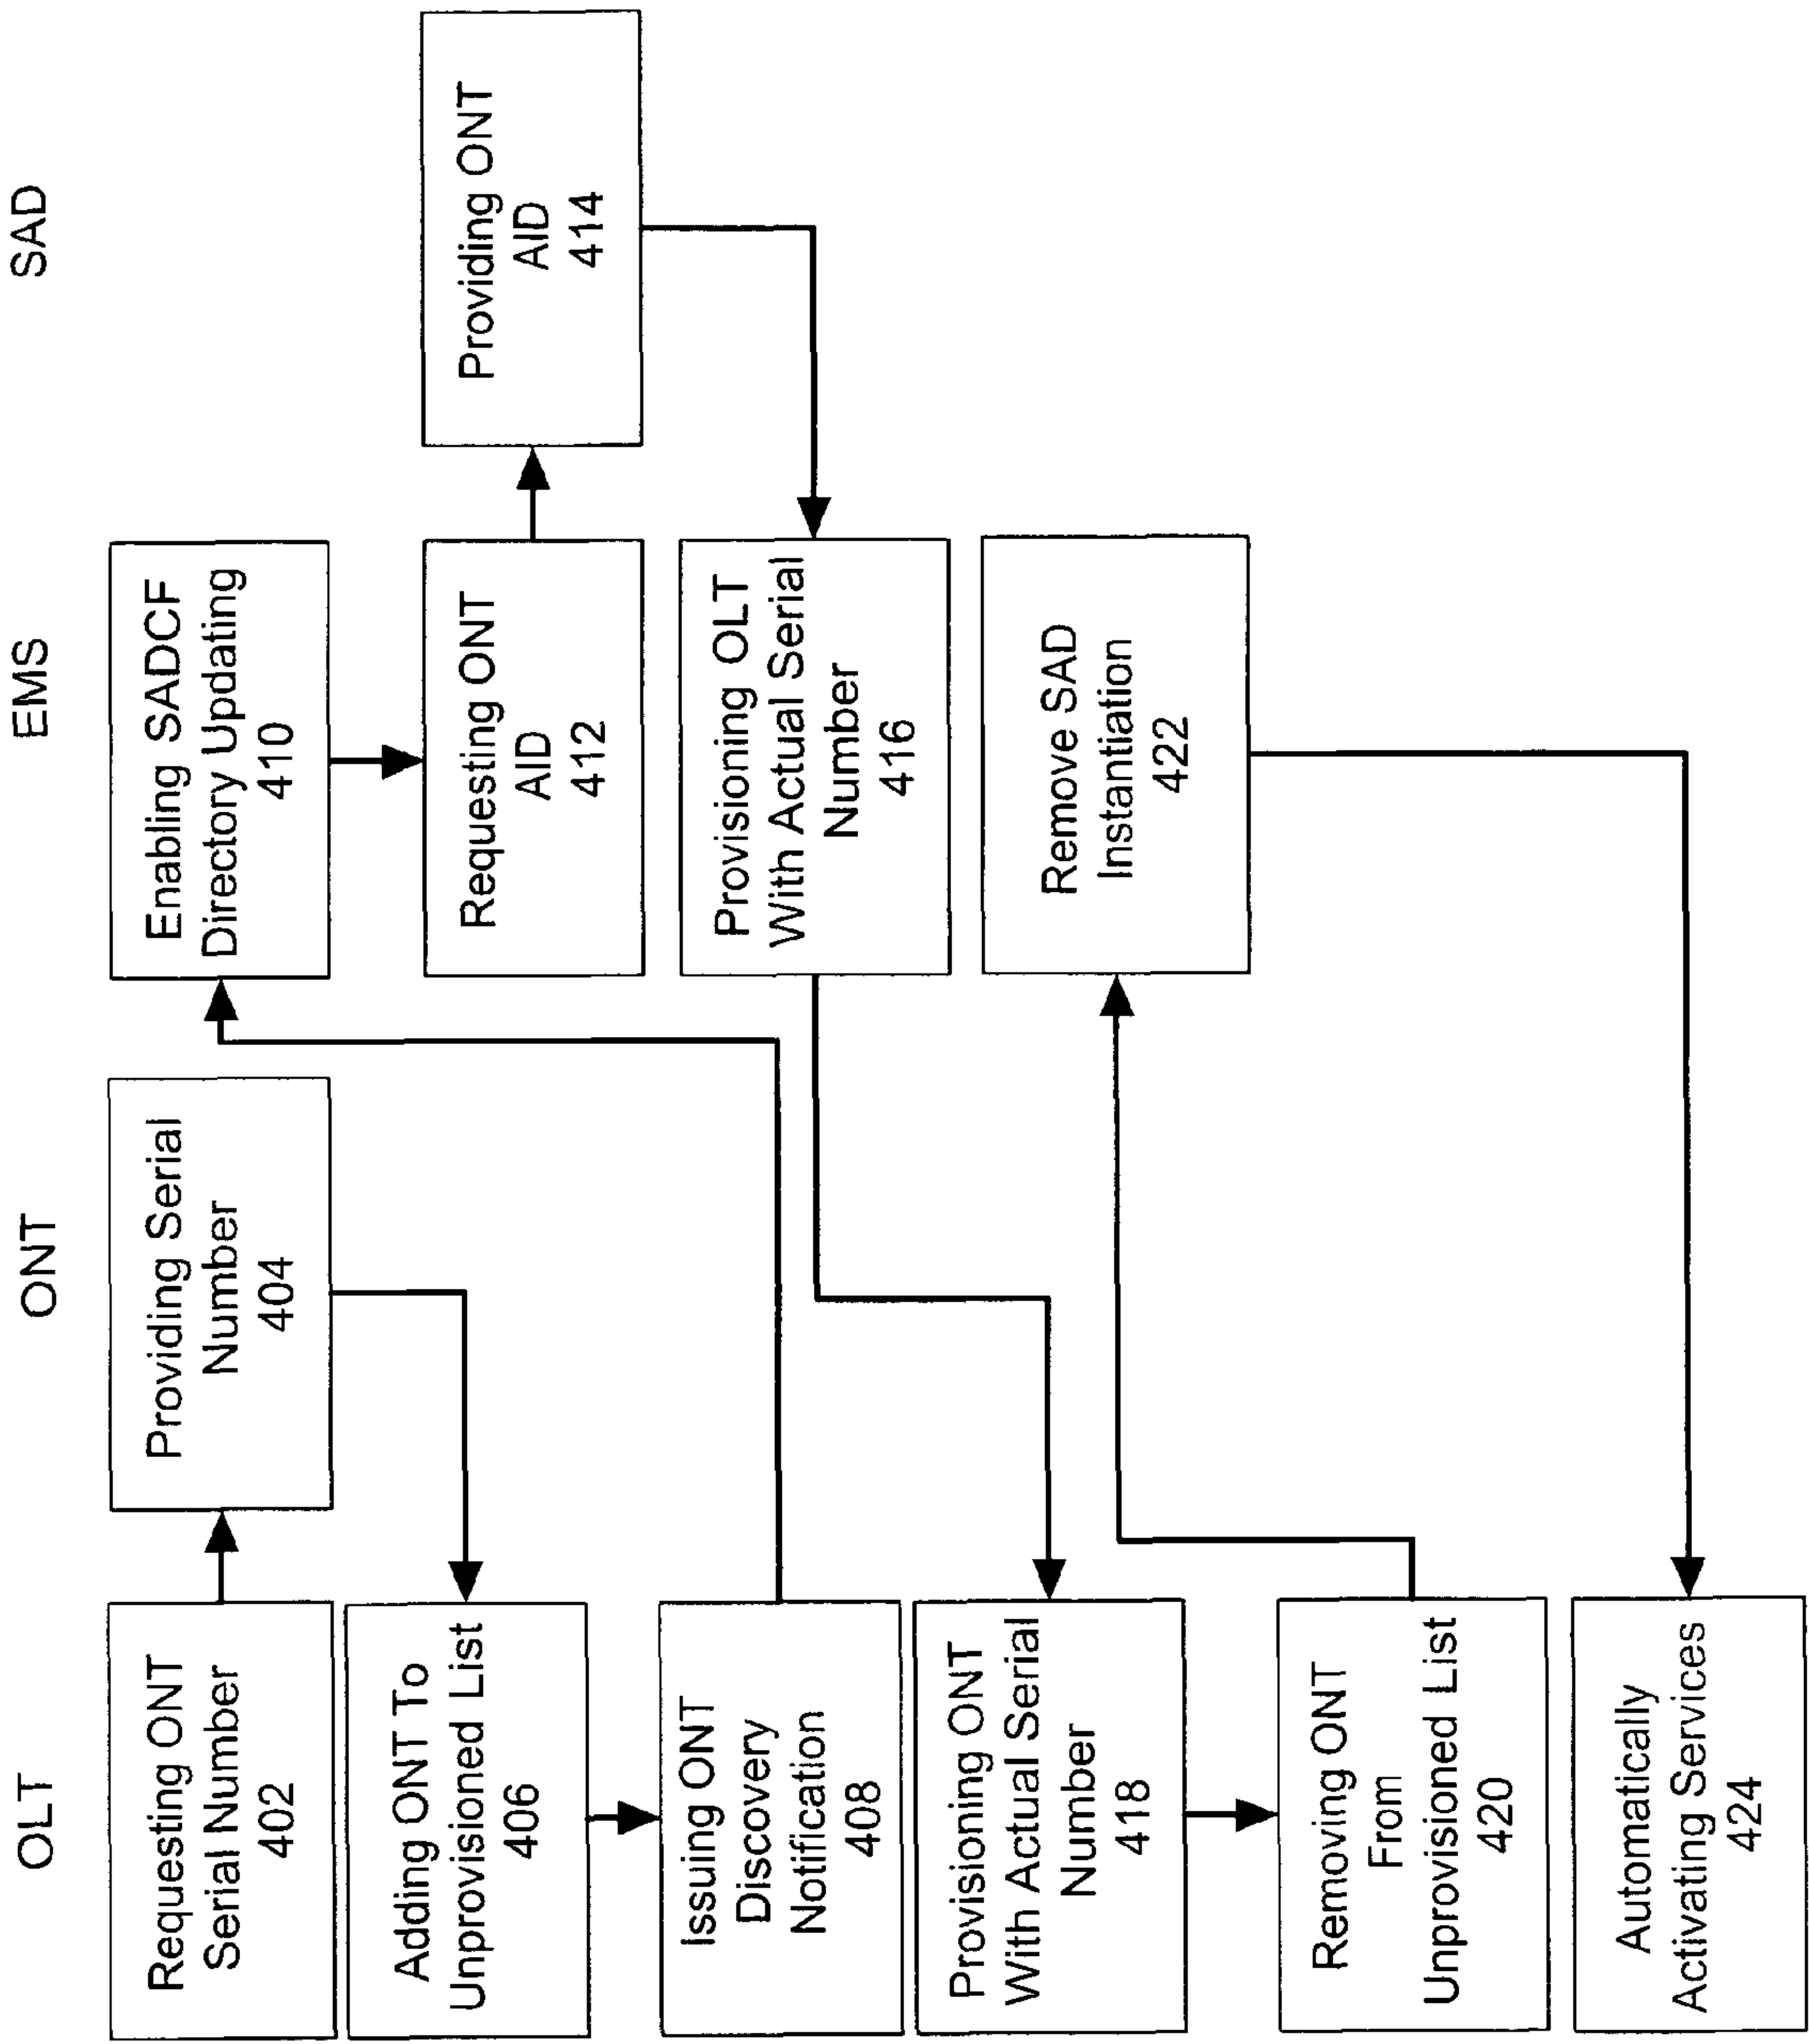 OLT
ONT
EMS
SAD
Requesting ONT
Serial Number
402
Providing Serial
Number
404
Adding ONT To
Unprovisioned List
406
Issuing ONT
Discovery
Notification
408
Enabling SADCF
Directory Updating
410
Requesting ONT
AID
412
Providing ONT
AID
414
Provisioning OLT
With Actual Serial
Number
416
Provisioning ONT
With Actual Serial
Number
418
Removing ONT
From
Unprovisioned List
420
Remove SAD
Instantiation
422
Automatically
Activating Services
424